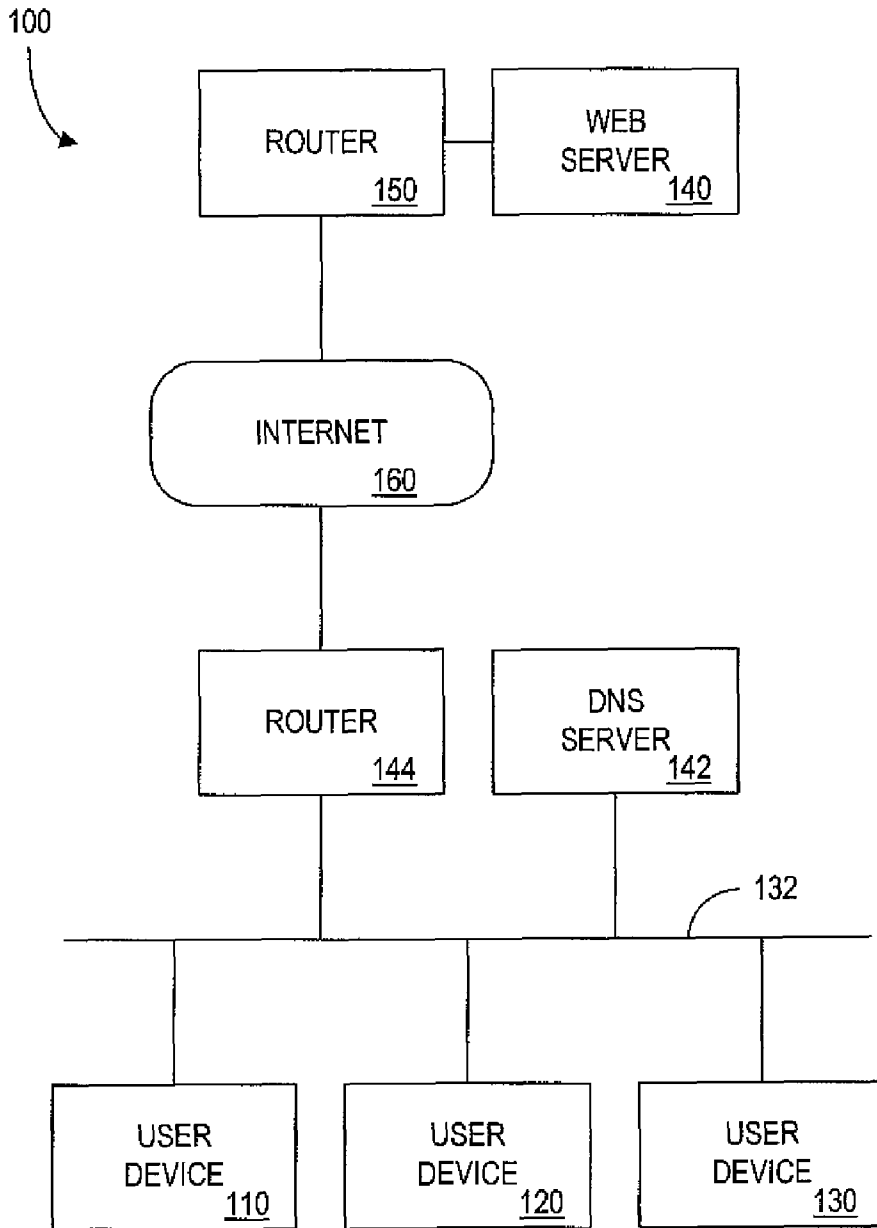 100
ROUTER
150
WEB
SERVER
140
INTERNET
160
ROUTER
144
DNS
SERVER
142
132
USER
DEVICE
110
USER
DEVICE
120
USER
DEVICE
130